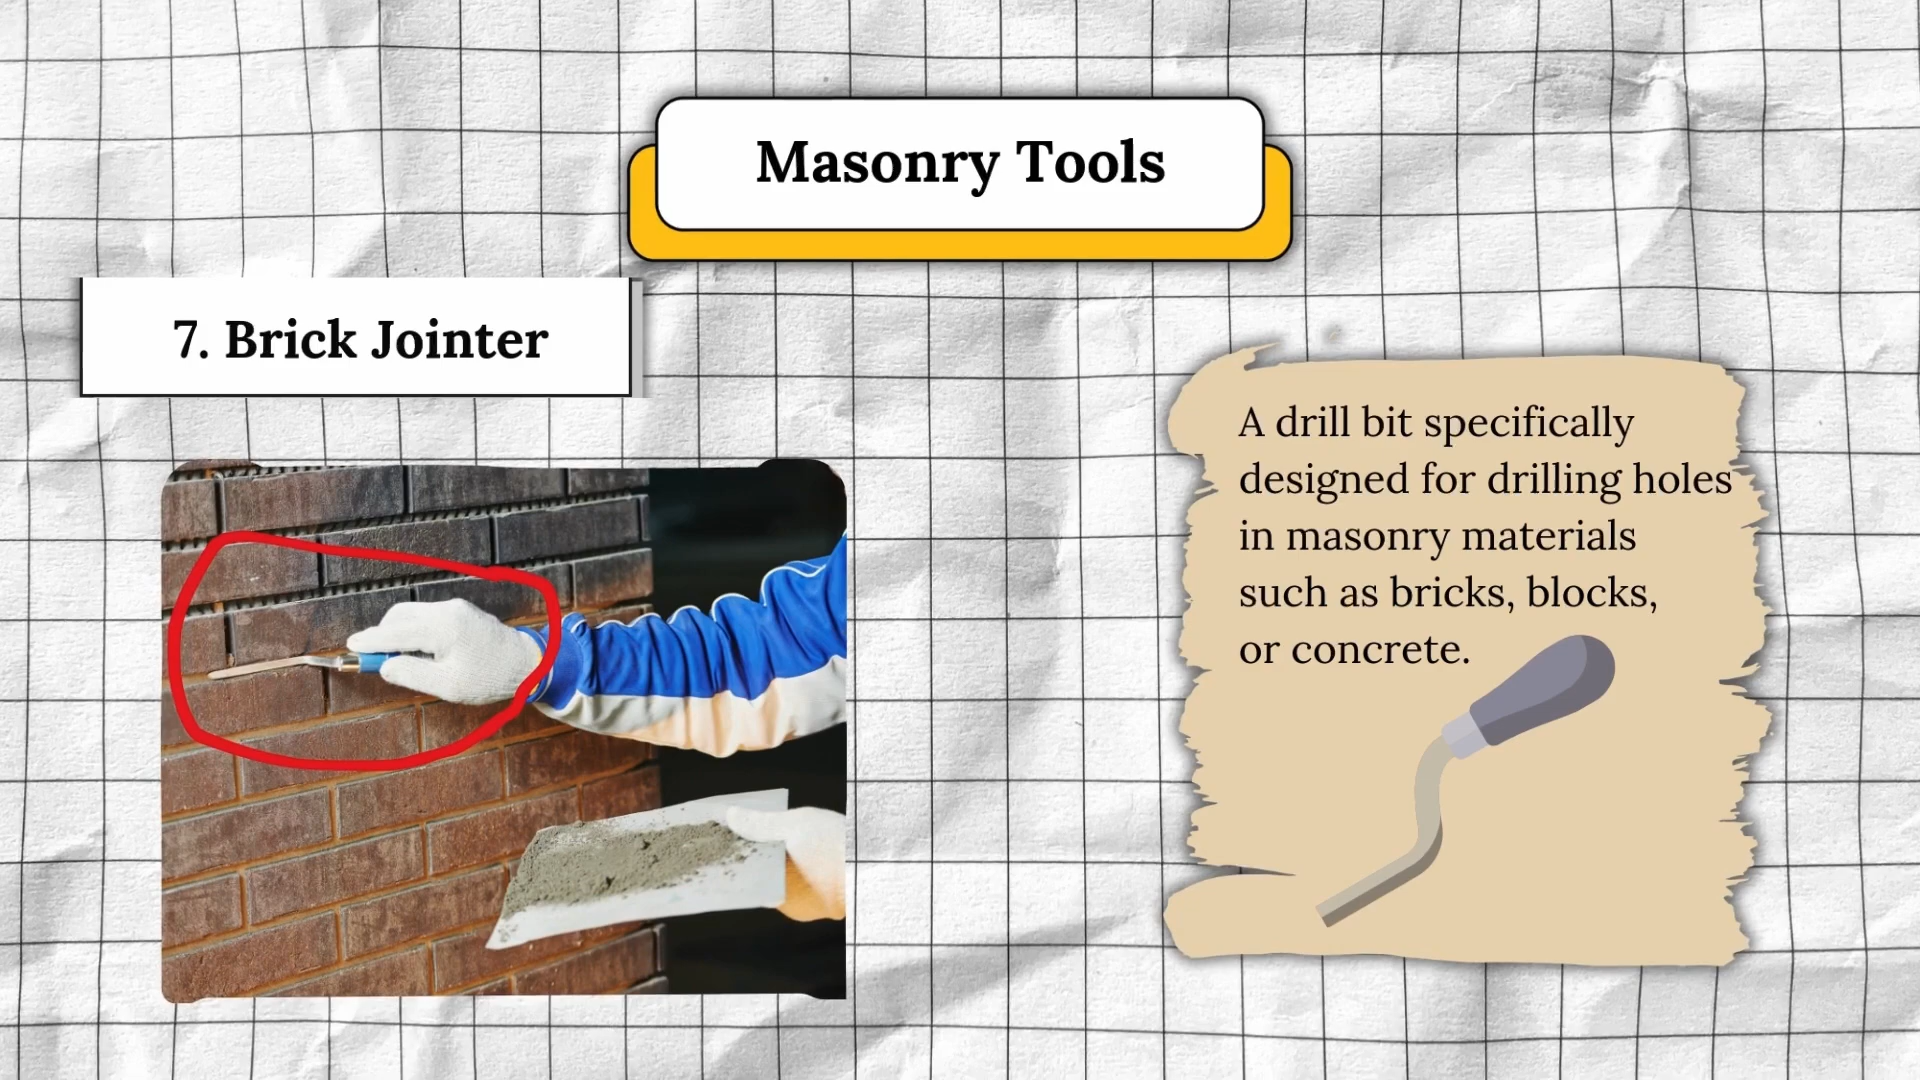 Masonry Tools
7. Brick Jointer
A drill bit specifically
designed for drilling holes
in masonry materials
such as bricks, blocks,
or concrete.